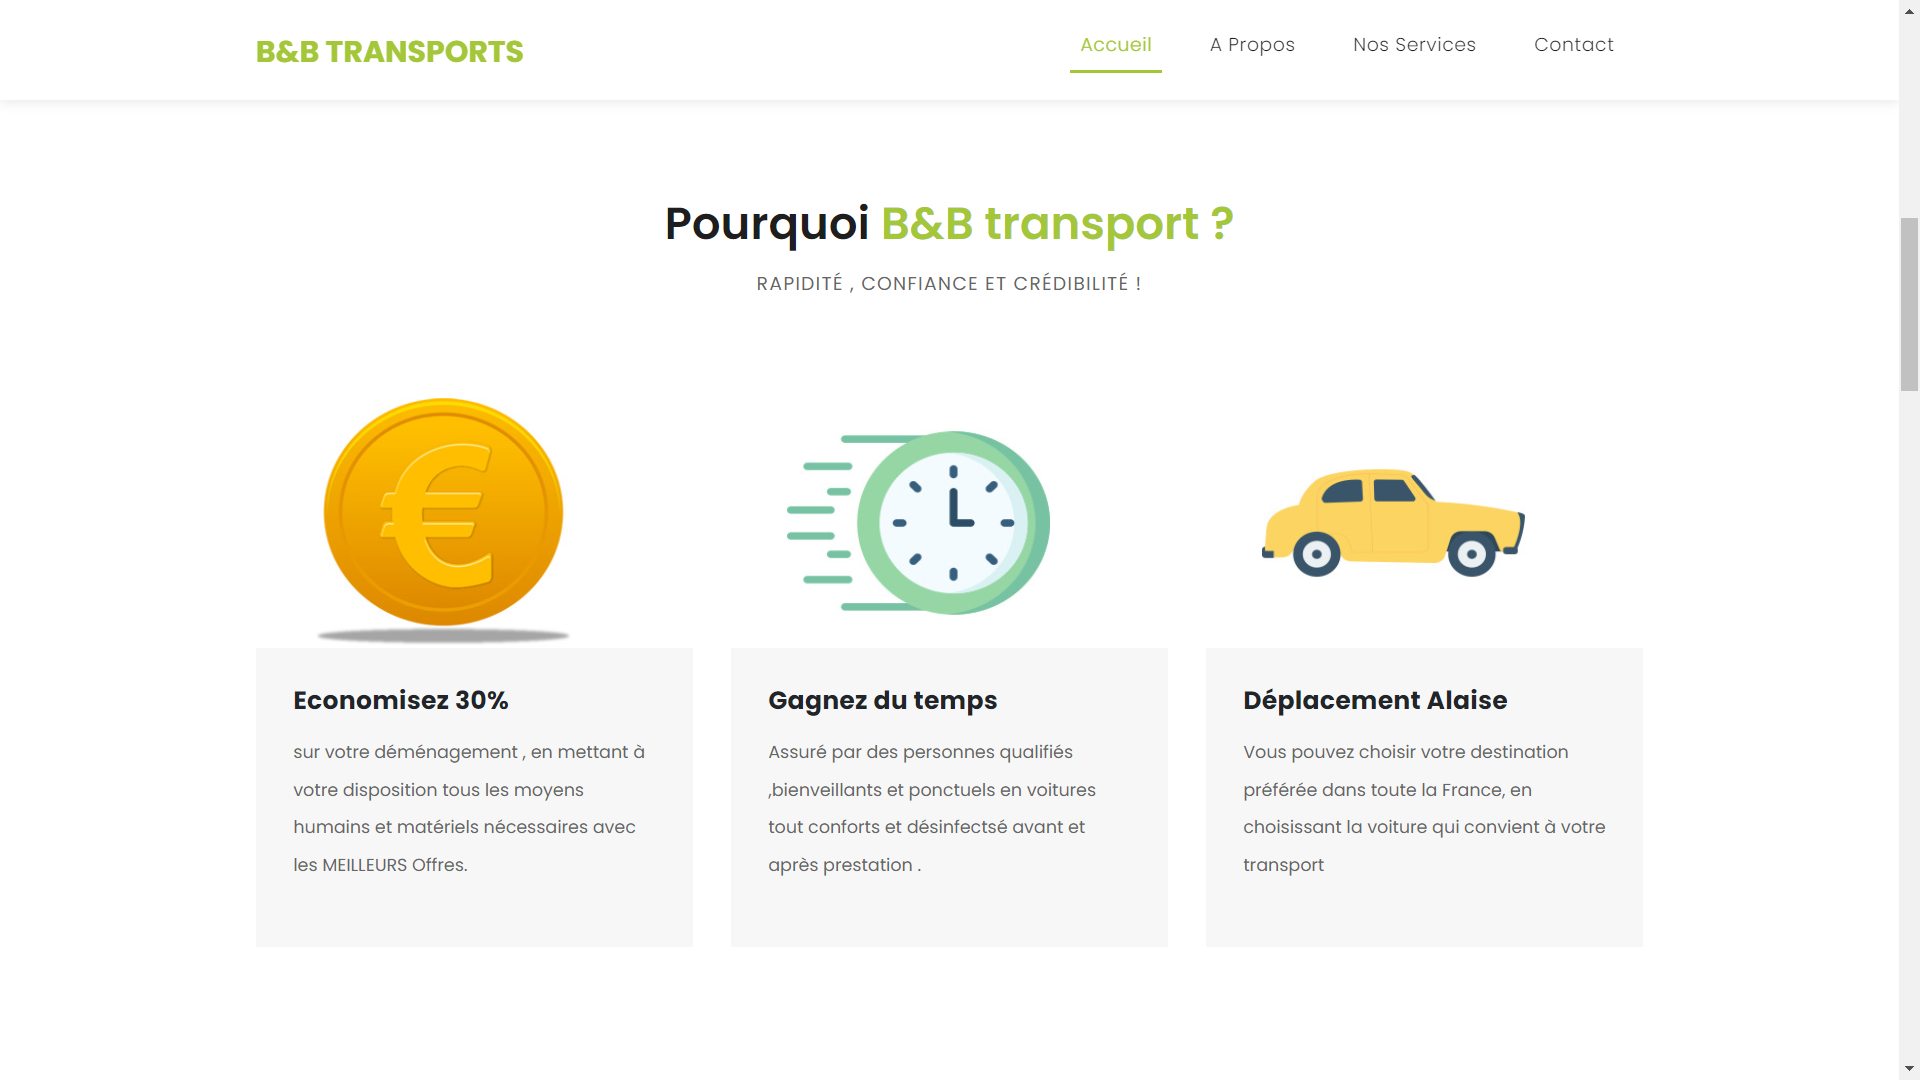 B&B TRANSPORTS
Accueil
A Propos
Nos Services
Contact
Pourquoi B&B transport ?
RAPIDITÉ , CONFIANCE ET CRÉDIBILITÉ !
€
Economisez 30%
sur votre déménagement , en mettant à
votre disposition tous les moyens
humains et matériels nécessaires avec
les MEILLEURS Offres.
Gagnez du temps
Assuré par des personnes qualifiés
,bienveillants et ponctuels en voitures
tout conforts et désinfectsé avant et
après prestation .
Déplacement Alaise
Vous pouvez choisir votre destination
préférée dans toute la France, en
choisissant la voiture qui convient à votre
transport